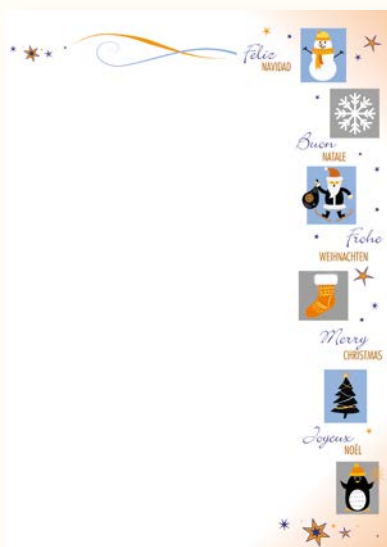 Feliz
NAVIDAD
Buon
NATALE
Frohe
WEIHNACHTEN
Merry
CHRISTMAS
Joyeux
NOËL